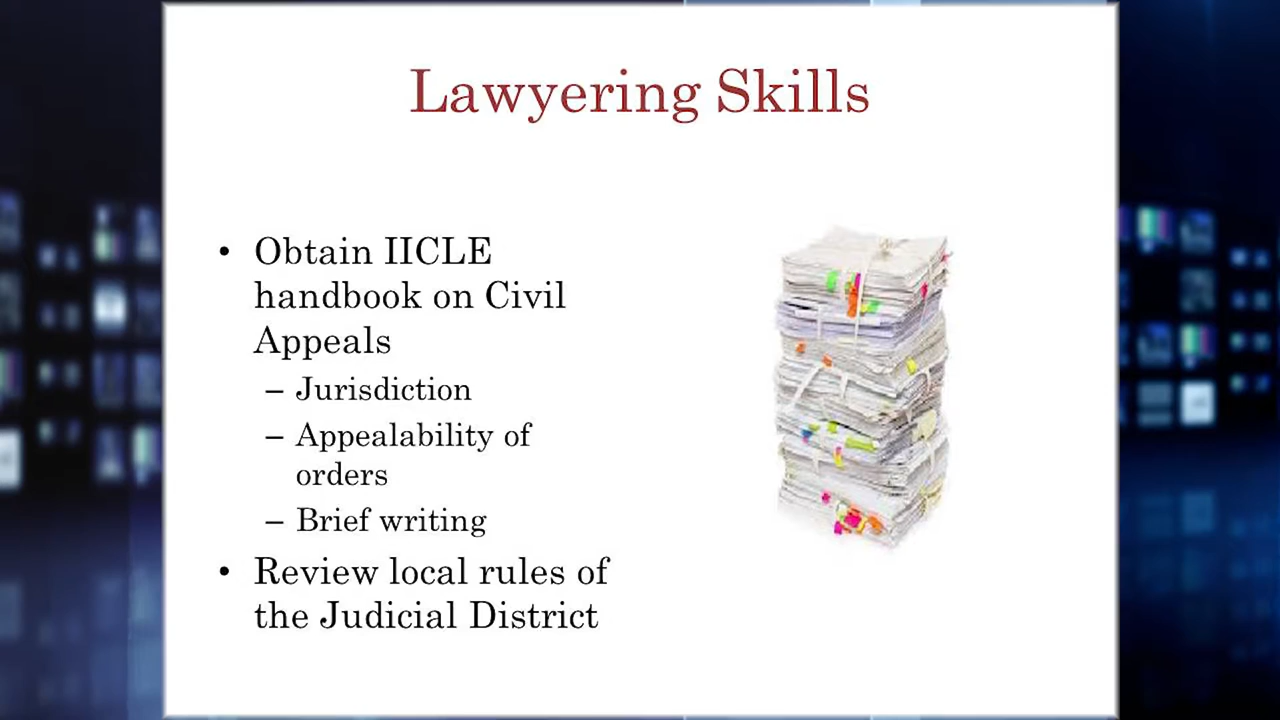 Lawyering Skills
• Obtain IICLE
handbook on Civil
Appeals
– Jurisdiction
– Appealability of
orders
– Brief writing
• Review local rules of
the Judicial District